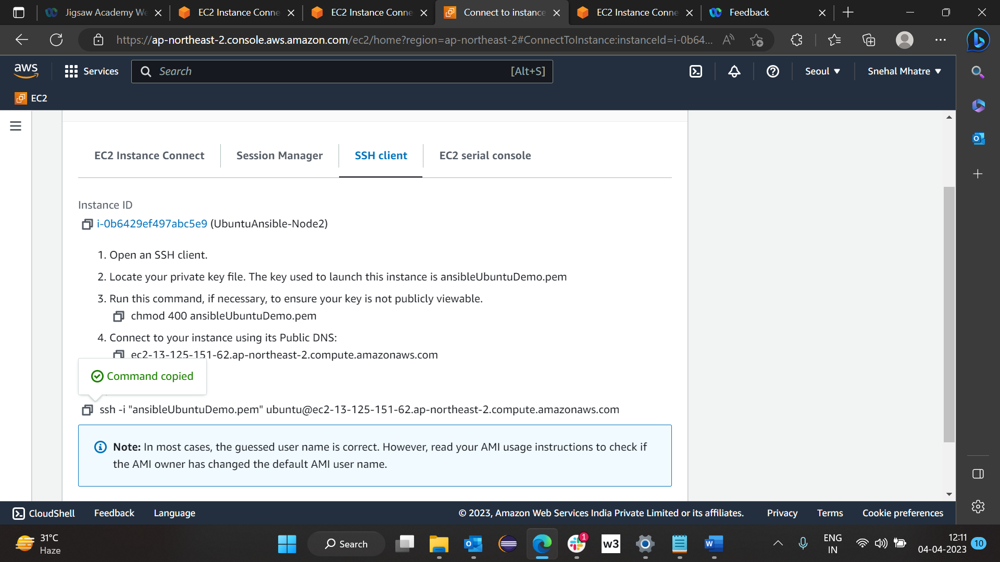 Jigsaw Academy We
EC2 Instance Conne
EC2 Instance Conne
Connect to instance
EC2 Instance Conne
Feedback
https://ap-northeast-2.console.aws.amazon.com/ec2/home?region=ap-northeast-2#ConnectToInstance:instanceId=i-0b64...
aws
Services
Search
[Alt+S]
Seoul
Snehal Mhatre
EC2
EC2 Instance Connect
Session Manager
SSH client
EC2 serial console
Instance ID
i-0b6429ef497abc5e9 (UbuntuAnsible-Node2)
1. Open an SSH client.
2. Locate your private key file. The key used to launch this instance is ansibleUbuntuDemo.pem
3. Run this command, if necessary, to ensure your key is not publicly viewable.
chmod 400 ansibleUbuntuDemo.pem
4. Connect to your instance using its Public DNS:
ec2-13-125-151-62.ap-northeast-2.compute.amazonaws.com
Command copied
ssh -i "ansibleUbuntuDemo.pem" ubuntu@ec2-13-125-151-62.ap-northeast-2.compute.amazonaws.com
Note: In most cases, the guessed user name is correct. However, read your AMI usage instructions to check if
the AMI owner has changed the default AMI user name.
CloudShell
Feedback
Language
© 2023, Amazon Web Services India Private Limited or its affiliates.
Privacy
Terms
Cookie preferences
31°C
Haze
Search
1
w3
ENG
IN
12:11
04-04-2023
10